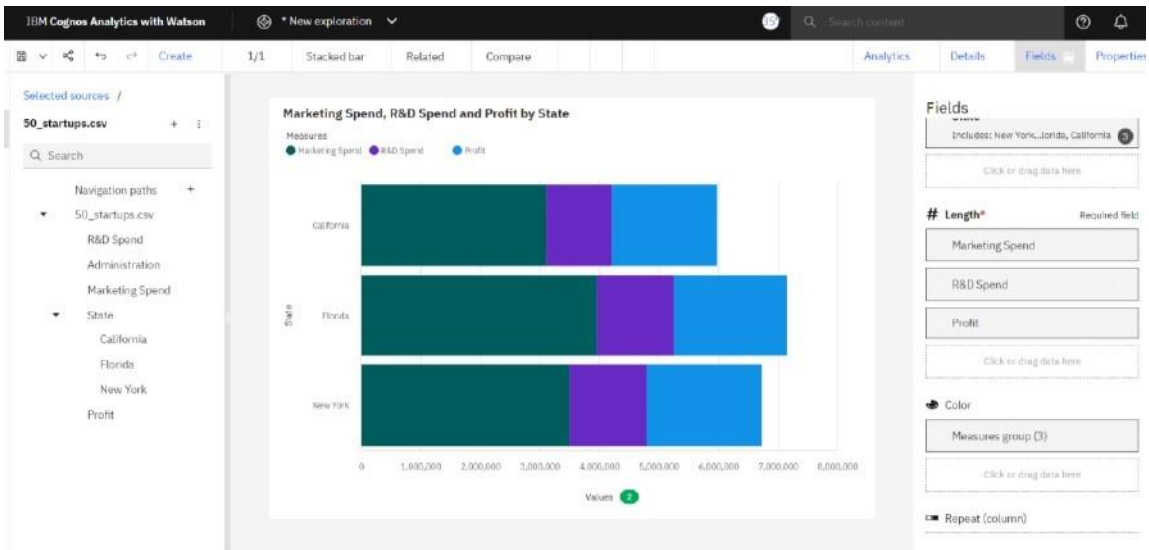 IBM Cognos Analytics with Watson
* New exploration
Search content
Create
1/1
Stacked bar
Related
Compare
Analytics
Details
Fields
Properties
Selected sources /
50_startups.csv
Search
Navigation paths
50_startups.csv
R&D Spend
Administration
Marketing Spend
State
California
Florida
New York
Profit
Marketing Spend, R&D Spend and Profit by State
Measures
Marketing Spend
R&D Spend
Profit
State
California
Florida
New York
0
1,000,000
2,000,000
3,000,000
4,000,000
5,000,000
6,000,000
7,000,000
8,000,000
Values 2
Fields
State
Includes: New York,...lorida, California 3
Click or drag data here
# Length*
Required field
Marketing Spend
R&D Spend
Profit
Click or drag data here
Color
Measures group (3)
Click or drag data here
Repeat (column)